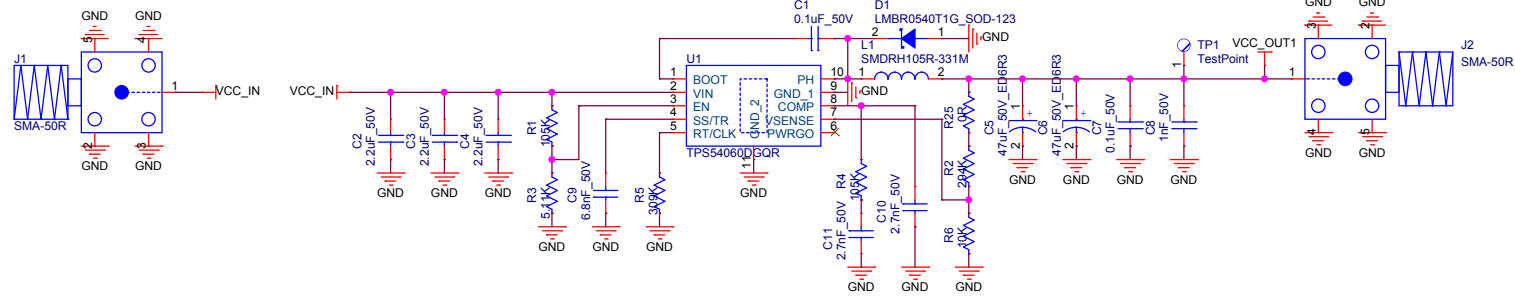 GND
GND
J1
SMA-50R
5
4
1
VCC_IN
2
3
GND
GND
VCC_IN
C2
2.2uF_50V
C3
2.2uF_50V
C4
2.2uF_50V
GND
GND
GND
R1
105K
R3
5.11K
GND
C9
6.8nF_50V
GND
R5
309K
GND
U1
1
BOOT
2
VIN
3
EN
4
SS/TR
5
RT/CLK
GND_2
PH
10
GND_1
9
COMP
8
VSENSE
7
PWRGO
6
TPS54060DGQR
11
GND
C1
0.1uF_50V
D1
LMBR0540T1G_SOD-123
2
1
GND
L1
SMDRH105R-331M
1
2
GND
R4
105K
C11
2.7nF_50V
GND
C10
2.7nF_50V
GND
R25
0R
R2
294K
R6
10K
GND
C5
47uF_50V_ED6R3
1
+
2
GND
C6
47uF_50V_ED6R3
1
+
2
GND
C7
0.1uF_50V
GND
C8
1nF_50V
GND
TP1
TestPoint
1
VCC_OUT1
GND
GND
3
2
1
J2
SMA-50R
4
5
GND
GND